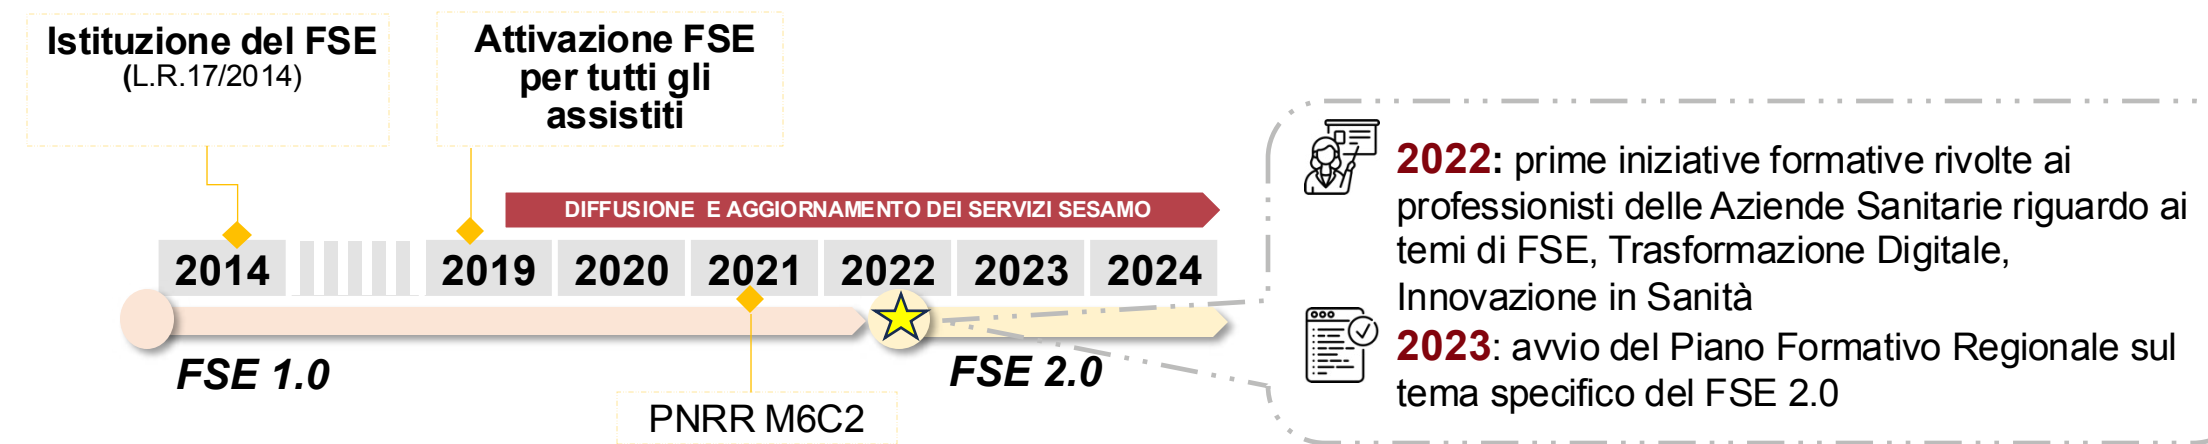 Istituzione del FSE
(L.R.17/2014)
Attivazione FSE
per tutti gli
assistiti
DIFFUSIONE E AGGIORNAMENTO DEI SERVIZI SESAMO
2014 2019 2020 2021 2022 2023 2024
FSE 1.0
FSE 2.0
PNRR M6C2
2022: prime iniziative formative rivolte ai
professionisti delle Aziende Sanitarie riguardo ai
temi di FSE, Trasformazione Digitale,
Innovazione in Sanità
2023: avvio del Piano Formativo Regionale sul
tema specifico del FSE 2.0